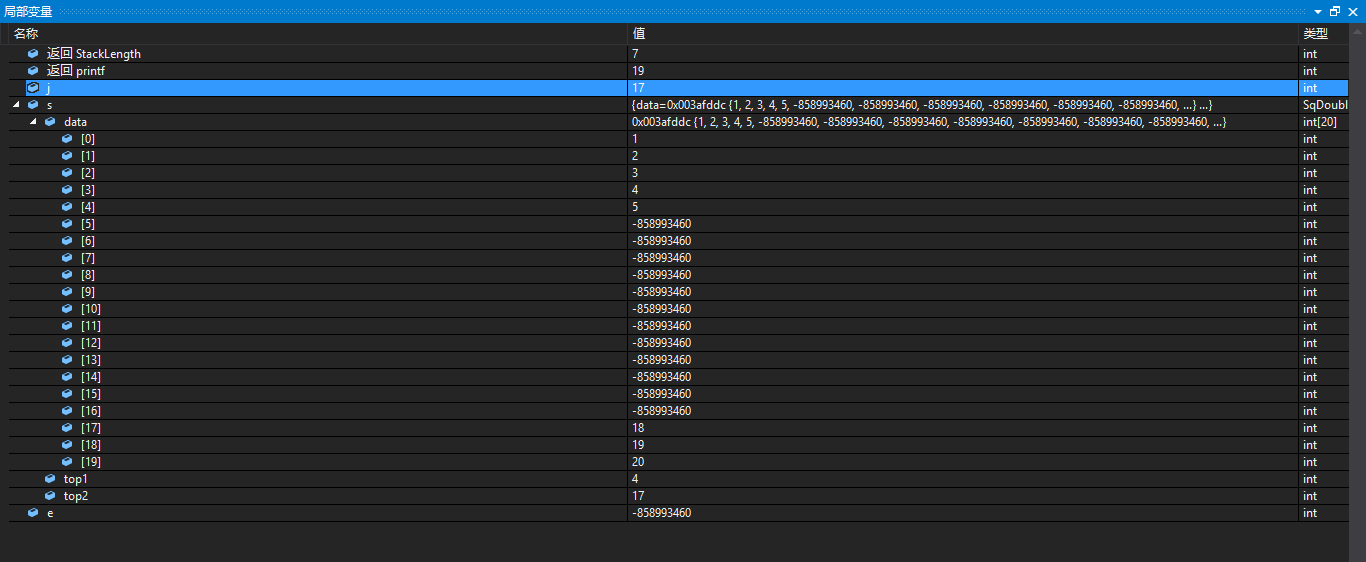 局部变量
名称 值 类型
返回 StackLength 7 int
返回 printf 19 int
j 17 int
s {data=0x003afddc {1, 2, 3, 4, 5, -858993460, -858993460, -858993460, -858993460, -858993460, -858993460, ...} ...} SqDoubl
data 0x003afddc {1, 2, 3, 4, 5, -858993460, -858993460, -858993460, -858993460, -858993460, -858993460, -858993460, ...} int[20]
[0] 1 int
[1] 2 int
[2] 3 int
[3] 4 int
[4] 5 int
[5] -858993460 int
[6] -858993460 int
[7] -858993460 int
[8] -858993460 int
[9] -858993460 int
[10] -858993460 int
[11] -858993460 int
[12] -858993460 int
[13] -858993460 int
[14] -858993460 int
[15] -858993460 int
[16] -858993460 int
[17] 18 int
[18] 19 int
[19] 20 int
top1 4 int
top2 17 int
e -858993460 int